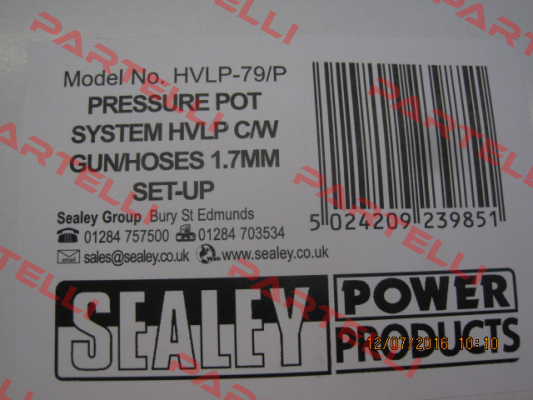 Model No. HVLP-79/P
PRESSURE POT
SYSTEM HVLP C/W
GUN/HOSES 1.7MM
SET-UP
Sealey Group, Bury St Edmunds
01284 757500 01284 703534
sales@sealey.co.uk www.sealey.co.uk
5 024209 239851
SEALEY
POWER
PRODUCTS
12/07/2016 10:10
PARTELLI
PARTELLI
PARTELLI
PARTELLI
PARTELLI
PARTELLI